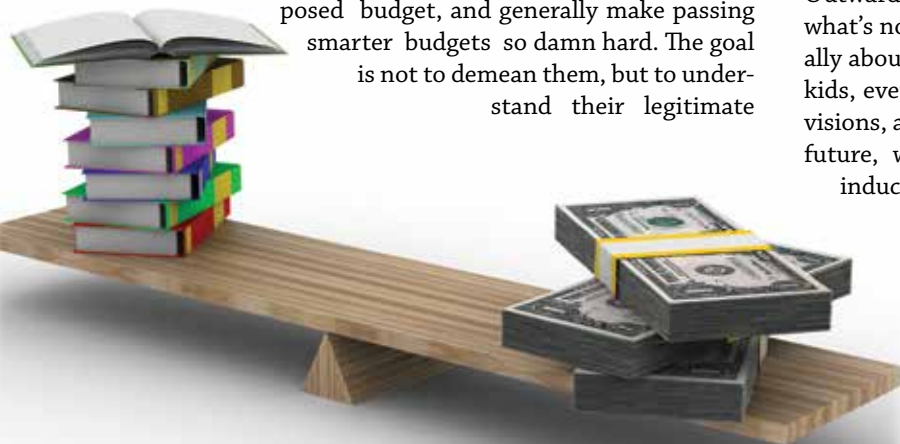 posed budget, and generally make passing
smarter budgets so damn hard. The goal
is not to demean them, but to under-
stand their legitimate
what's no
ally abou
kids, eve
visions, a
future, w
induc